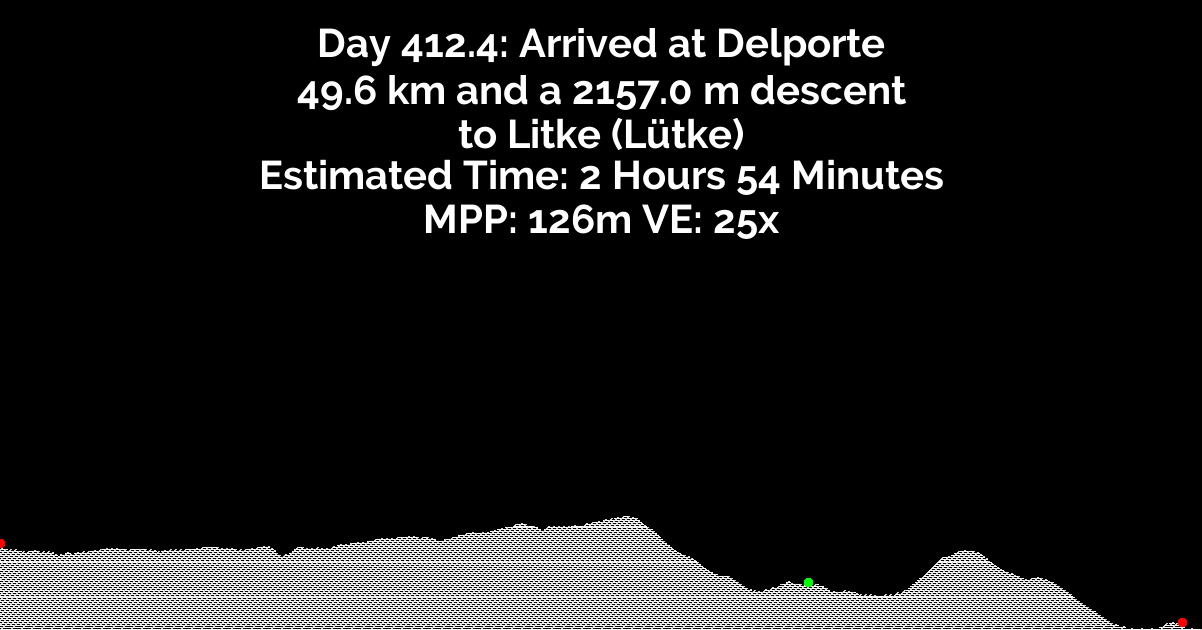 Day 412.4: Arrived at Delporte
49.6 km and a 2157.0 m descent
to Litke (Lütke)
Estimated Time: 2 Hours 54 Minutes
MPP: 126m VE: 25x